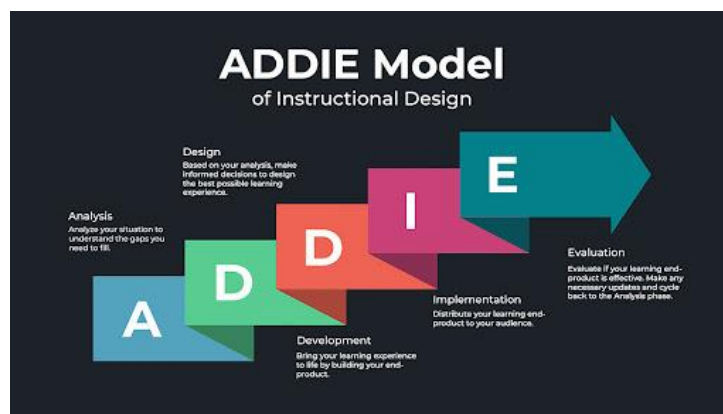 ADDIE Model
of Instructional Design
Analysis
Analyze your situation to
understand the gaps you
need to fill.
A
Design
Based on your analysis, make
informed decisions to design
the best possible learning
experience.
D
Development
Bring your learning experience
to life by building your end-
product.
D
Implementation
Distribute your learning end-
product to your audience.
I
Evaluation
Evaluate if your learning end-
product is effective. Make any
necessary updates and cycle
back to the Analysis phase.
E